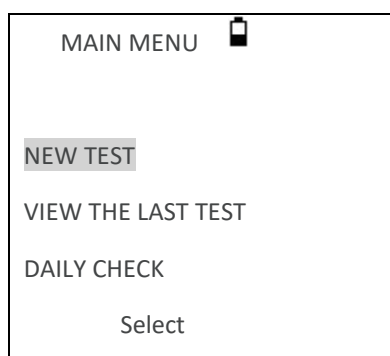 MAIN MENU
NEW TEST
VIEW THE LAST TEST
DAILY CHECK
Select